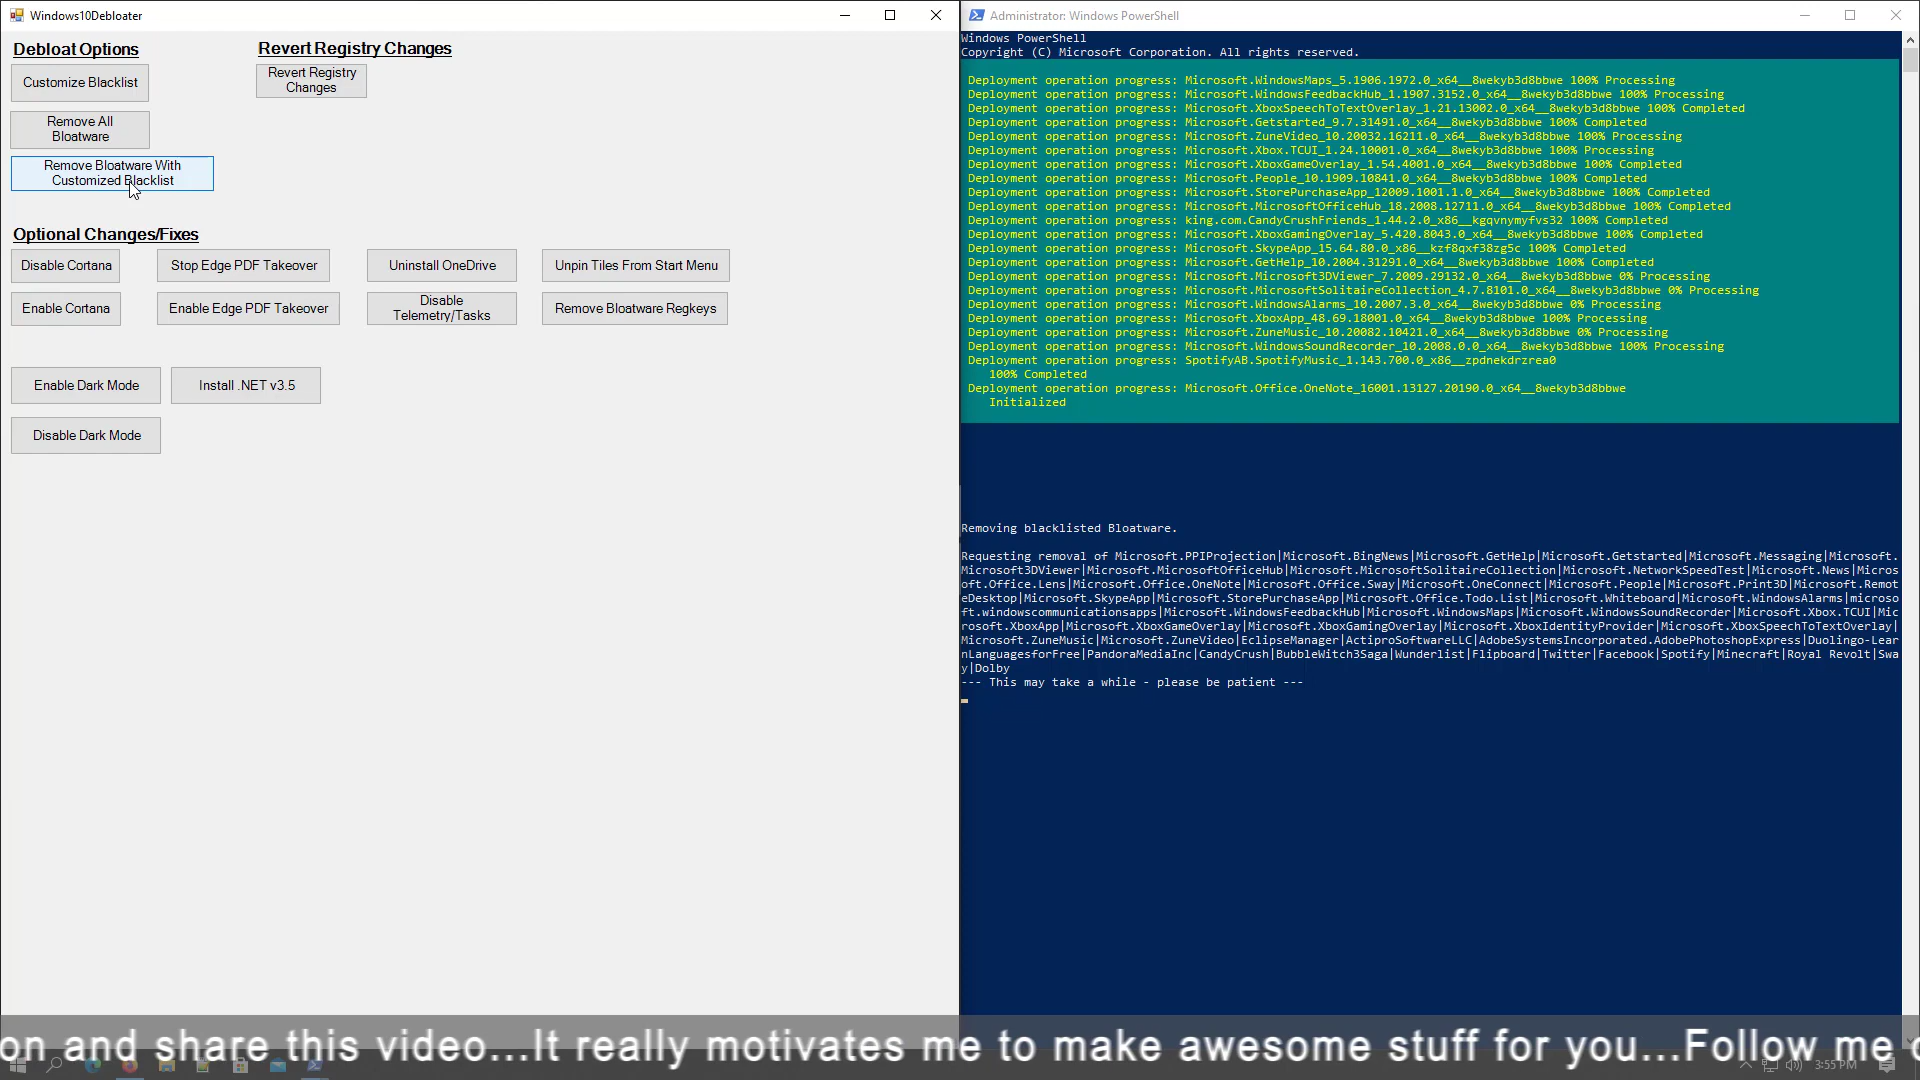 Windows10Debloater
Debloat Options
Revert Registry Changes
Customize Blacklist
Revert Registry
Changes
Remove All
Bloatware
Remove Bloatware With
Customized Blacklist
Optional Changes/Fixes
Disable Cortana
Stop Edge PDF Takeover
Uninstall OneDrive
Unpin Tiles From Start Menu
Enable Cortana
Enable Edge PDF Takeover
Disable
Telemetry/Tasks
Remove Bloatware Regkeys
Enable Dark Mode
Install .NET v3.5
Disable Dark Mode
Administrator: Windows PowerShell
Windows PowerShell
Copyright (C) Microsoft Corporation. All rights reserved.
Deployment operation progress: Microsoft.WindowsMaps_5.1906.1972.0_x64__8wekyb3d8bbwe 100% Processing
Deployment operation progress: Microsoft.WindowsFeedbackHub_1.1907.3152.0_x64__8wekyb3d8bbwe 100% Processing
Deployment operation progress: Microsoft.XboxSpeechToTextOverlay_1.21.13002.0_x64__8wekyb3d8bbwe 100% Completed
Deployment operation progress: Microsoft.Getstarted_9.7.31491.0_x64__8wekyb3d8bbwe 100% Completed
Deployment operation progress: Microsoft.ZuneVideo_10.20032.16211.0_x64__8wekyb3d8bbwe 100% Processing
Deployment operation progress: Microsoft.Xbox.TCUI_1.24.10001.0_x64__8wekyb3d8bbwe 100% Processing
Deployment operation progress: Microsoft.XboxGameOverlay_1.54.4001.0_x64__8wekyb3d8bbwe 100% Completed
Deployment operation progress: Microsoft.People_10.1909.10841.0_x64__8wekyb3d8bbwe 100% Completed
Deployment operation progress: Microsoft.StorePurchaseApp_12009.1001.1.0_x64__8wekyb3d8bbwe 100% Completed
Deployment operation progress: Microsoft.MicrosoftOfficeHub_18.2008.12711.0_x64__8wekyb3d8bbwe 100% Completed
Deployment operation progress: king.com.CandyCrushFriends_1.44.2.0_x86__kgqvnymyfvs32 100% Completed
Deployment operation progress: Microsoft.XboxGamingOverlay_5.420.8043.0_x64__8wekyb3d8bbwe 100% Completed
Deployment operation progress: Microsoft.SkypeApp_15.64.80.0_x86__kzf8qxf38zg5c 100% Completed
Deployment operation progress: Microsoft.GetHelp_10.2004.31291.0_x64__8wekyb3d8bbwe 100% Completed
Deployment operation progress: Microsoft.Microsoft3DViewer_7.2009.29132.0_x64__8wekyb3d8bbwe 0% Processing
Deployment operation progress: Microsoft.MicrosoftSolitaireCollection_4.7.8101.0_x64__8wekyb3d8bbwe 0% Processing
Deployment operation progress: Microsoft.WindowsAlarms_10.2007.3.0_x64__8wekyb3d8bbwe 0% Processing
Deployment operation progress: Microsoft.XboxApp_48.69.18001.0_x64__8wekyb3d8bbwe 100% Processing
Deployment operation progress: Microsoft.ZuneMusic_10.20082.10421.0_x64__8wekyb3d8bbwe 0% Processing
Deployment operation progress: Microsoft.WindowsSoundRecorder_10.2008.0.0_x64__8wekyb3d8bbwe 100% Processing
Deployment operation progress: SpotifyAB.SpotifyMusic_1.143.700.0_x86__zpdnekdrzrea0
100% Completed
Deployment operation progress: Microsoft.Office.OneNote_16001.13127.20190.0_x64__8wekyb3d8bbwe
Initialized
Removing blacklisted Bloatware.
Requesting removal of Microsoft.PPIProjection|Microsoft.BingNews|Microsoft.GetHelp|Microsoft.Getstarted|Microsoft.Messaging|Microsoft.
Microsoft3DViewer|Microsoft.MicrosoftOfficeHub|Microsoft.MicrosoftSolitaireCollection|Microsoft.NetworkSpeedTest|Microsoft.News|Micros
oft.Office.Lens|Microsoft.Office.OneNote|Microsoft.Office.Sway|Microsoft.OneConnect|Microsoft.People|Microsoft.Print3D|Microsoft.Remot
eDesktop|Microsoft.SkypeApp|Microsoft.StorePurchaseApp|Microsoft.Office.Todo.List|Microsoft.Whiteboard|Microsoft.WindowsAlarms|microso
ft.windowscommunicationsapps|Microsoft.WindowsFeedbackHub|Microsoft.WindowsMaps|Microsoft.WindowsSoundRecorder|Microsoft.Xbox.TCUI|Mic
rosoft.XboxApp|Microsoft.XboxGameOverlay|Microsoft.XboxGamingOverlay|Microsoft.XboxIdentityProvider|Microsoft.XboxSpeechToTextOverlay|
Microsoft.ZuneMusic|Microsoft.ZuneVideo|EclipseManager|ActiproSoftwareLLC|AdobeSystemsIncorporated.AdobePhotoshopExpress|Duolingo-Lear
nLanguagesforFree|PandoraMediaInc|CandyCrush|BubbleWitch3Saga|Wunderlist|Flipboard|Twitter|Facebook|Spotify|Minecraft|Royal Revolt|Swa
y|Dolby
--- This may take a while - please be patient ---
on and share this video...It really motivates me to make awesome stuff for you...Follow me
3:55 PM